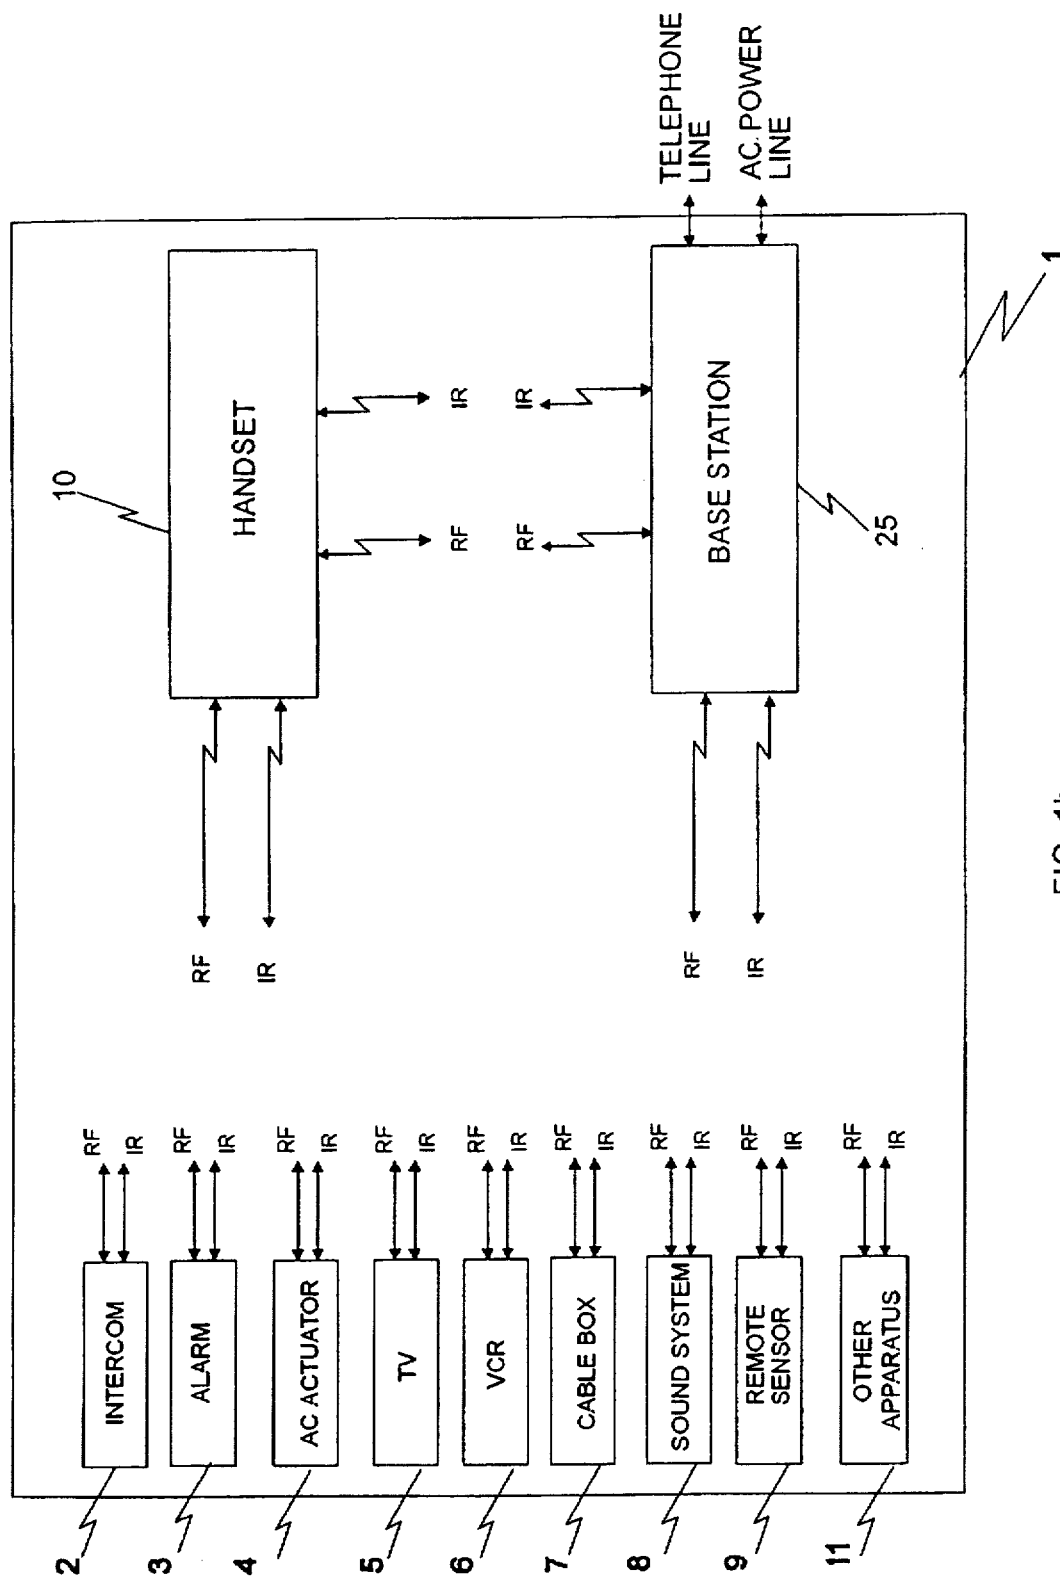 TELEPHONE
LINE
AC POWER
LINE
1
10
HANDSET
RF
IR
RF
IR
RF
IR
BASE STATION
25
RF
IR
RF
IR
2
INTERCOM
RF
IR
3
ALARM
RF
IR
4
AC ACTUATOR
RF
IR
5
TV
RF
IR
6
VCR
RF
IR
7
CABLE BOX
RF
IR
8
SOUND SYSTEM
RF
IR
9
REMOTE
SENSOR
RF
IR
11
OTHER
APPARATUS
RF
IR